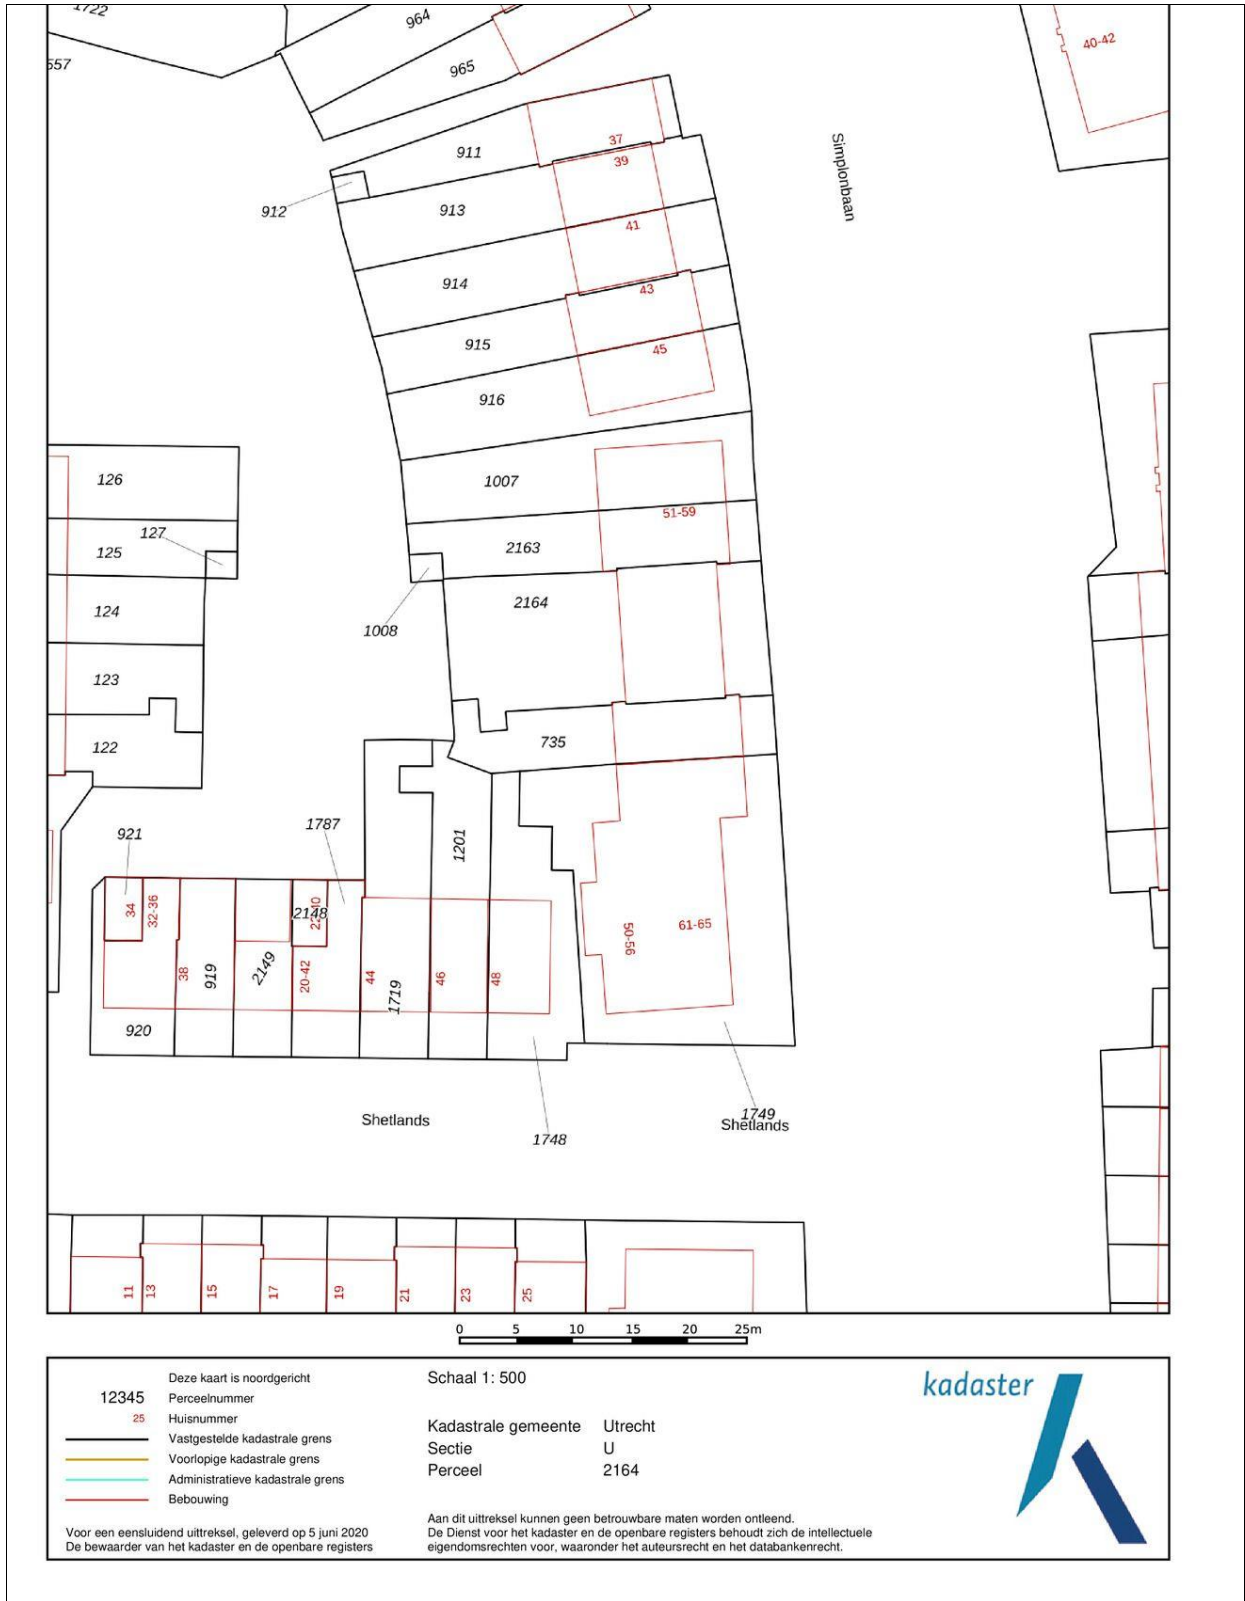 1722
964
557
965
40-42
37
911
39
Simplonbaan
912
913
41
914
43
915
45
916
126
1007
51-59
127
125
2163
124
2164
1008
123
735
122
921
1787
1201
34
32-36
2148
50-56
61-65
38
919
2149
20-42
44
1719
46
48
920
Shetlands
1749
Shetlands
1748
11
13
15
17
19
21
23
25
0 5 10 15 20 25m
Deze kaart is noordgericht
12345 Perceelnummer
25 Huisnummer
Vastgestelde kadastrale grens
Voorlopige kadastrale grens
Administratieve kadastrale grens
Bebouwing
Voor een eensluidend uittreksel, geleverd op 5 juni 2020
De bewaarder van het kadaster en de openbare registers
Schaal 1: 500
Kadastrale gemeente Utrecht
Sectie U
Perceel 2164
Aan dit uittreksel kunnen geen betrouwbare maten worden ontleend.
De Dienst voor het kadaster en de openbare registers behoudt zich de intellectuele
eigendomsrechten voor, waaronder het auteursrecht en het databankenrecht.
kadaster